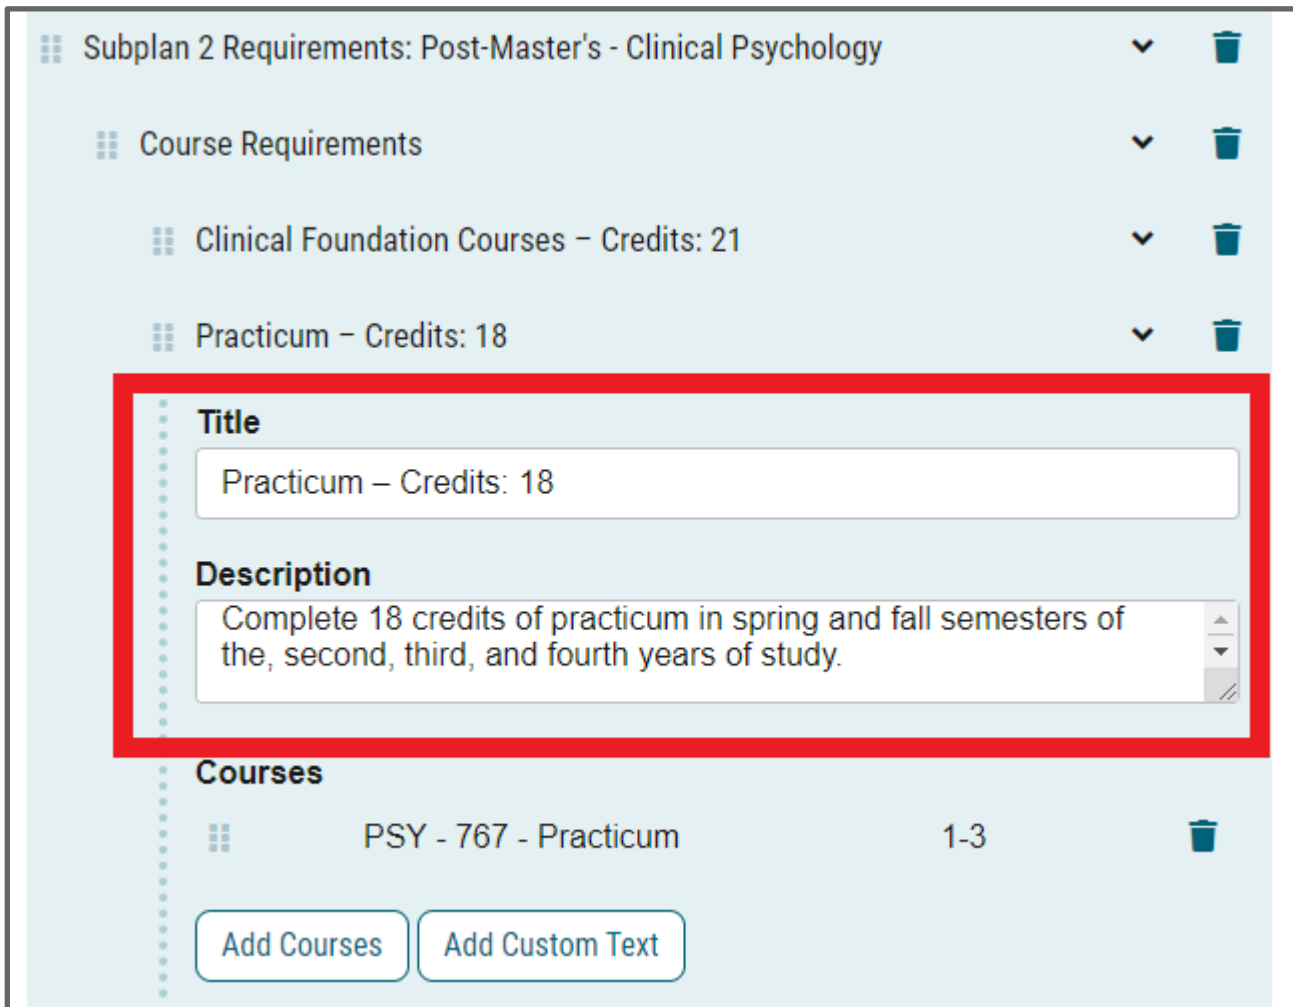 Subplan 2 Requirements: Post-Master's - Clinical Psychology
Course Requirements
Clinical Foundation Courses – Credits: 21
Practicum – Credits: 18
Title
Practicum – Credits: 18
Description
Complete 18 credits of practicum in spring and fall semesters of
the, second, third, and fourth years of study.
Courses
PSY - 767 - Practicum 1-3
Add Courses Add Custom Text